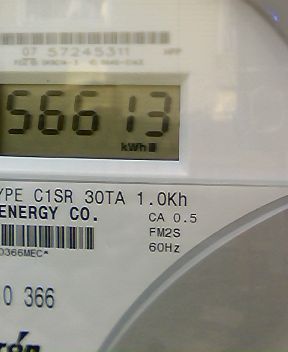 07 57245311
56613
kWh
YPE C1SR 30TA 1.0Kh
ENERGY CO.
CA 0.5
FM2S
60Hz
0366MEC*
0 366
rón